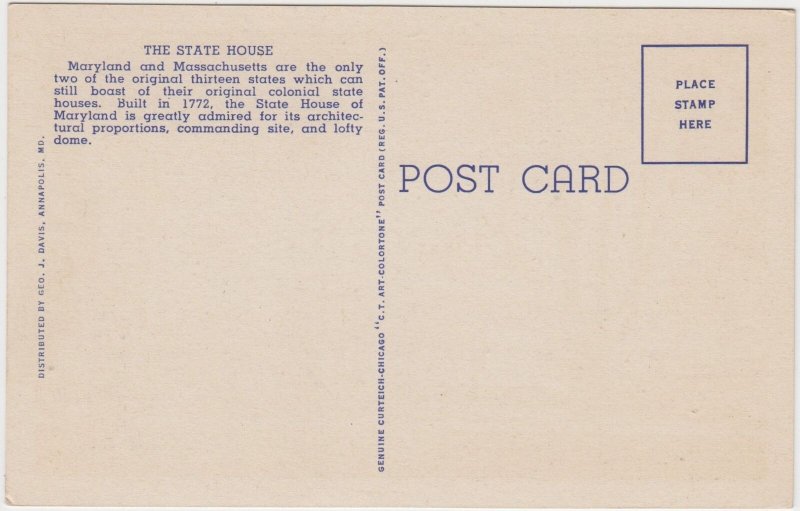 THE STATE HOUSE
Maryland and Massachusetts are the only
two of the original thirteen states which can
still boast of their original colonial state
houses. Built in 1772, the State House of
Maryland is greatly admired for its architec-
tural proportions, commanding site, and lofty
dome.
DISTRIBUTED BY GEO. J. DAVIS, ANNAPOLIS, MD.
GENUINE CURTEICH-CHICAGO "C.T. ART-COLORTONE" POST CARD (REG. U.S. PAT. OFF.)
POST CARD
PLACE
STAMP
HERE